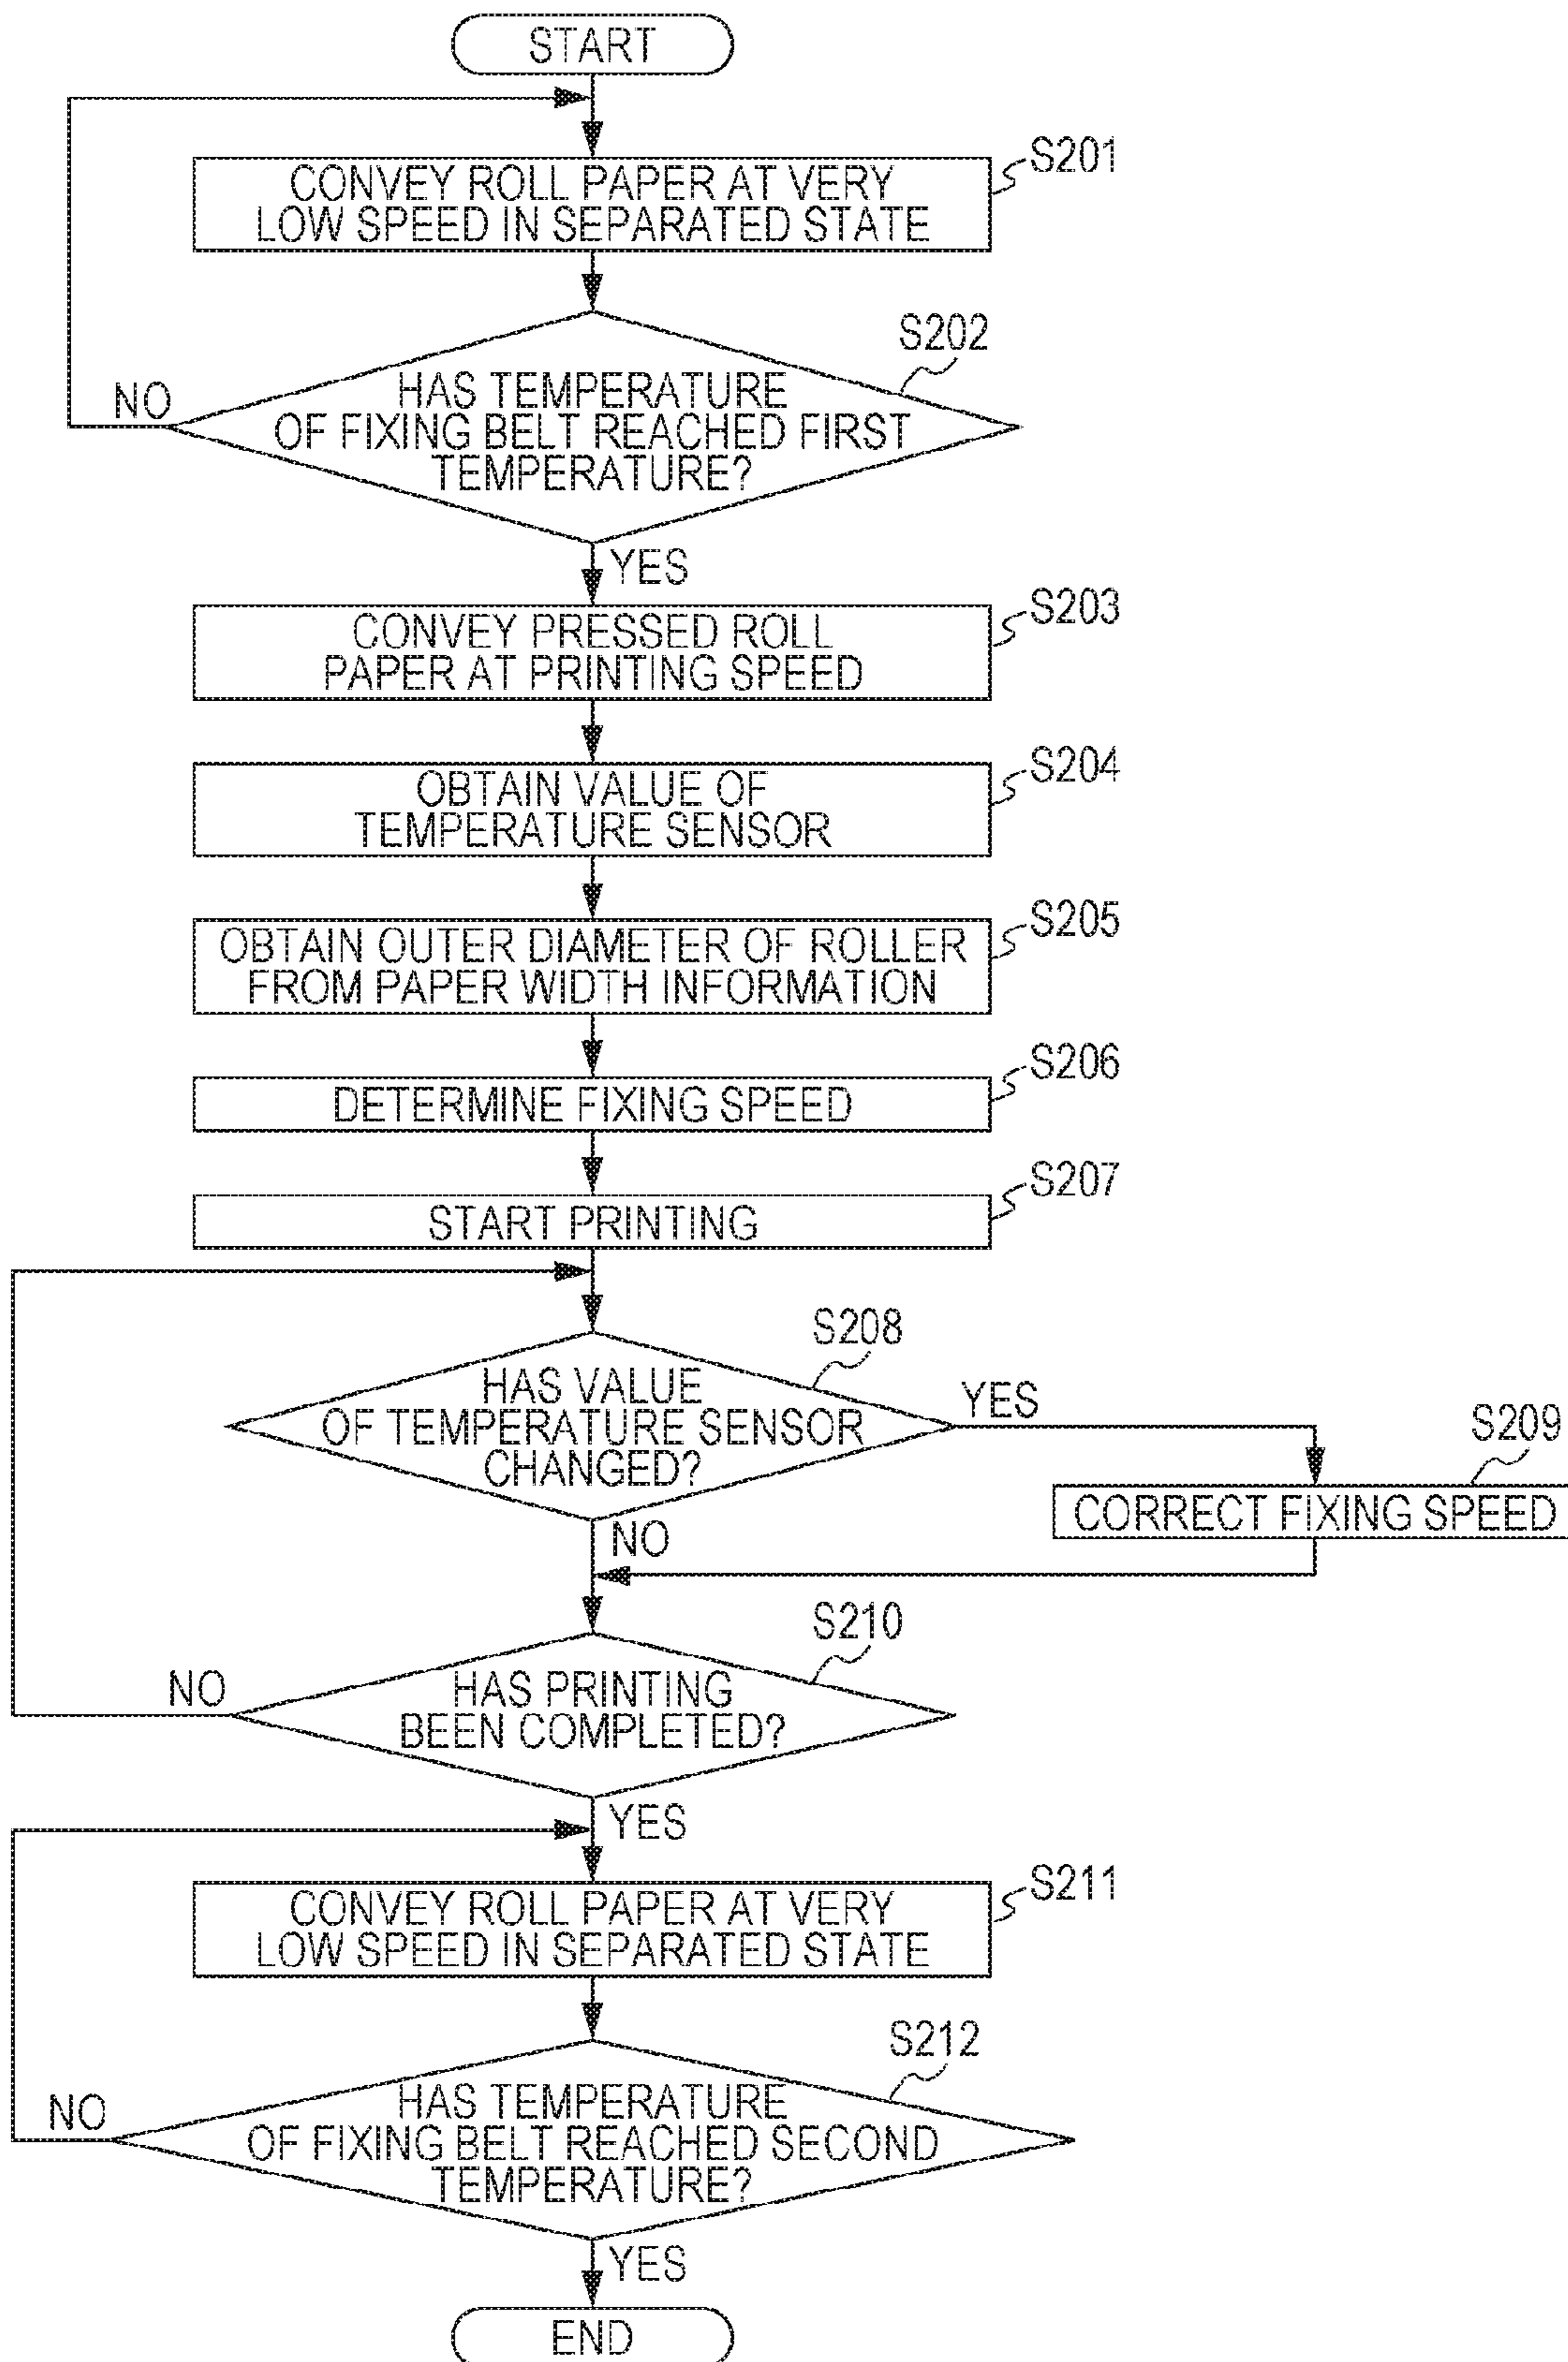 START
CONVEY ROLL PAPER AT VERY
LOW SPEED IN SEPARATED STATE
S201
S202
HAS TEMPERATURE
OF FIXING BELT REACHED FIRST
TEMPERATURE?
NO
YES
CONVEY PRESSED ROLL
PAPER AT PRINTING SPEED
S203
OBTAIN VALUE OF
TEMPERATURE SENSOR
S204
OBTAIN OUTER DIAMETER OF ROLLER
FROM PAPER WIDTH INFORMATION
S205
DETERMINE FIXING SPEED
S206
START PRINTING
S207
S208
HAS VALUE
OF TEMPERATURE SENSOR
CHANGED?
YES
S209
CORRECT FIXING SPEED
NO
S210
HAS PRINTING
BEEN COMPLETED?
NO
YES
CONVEY ROLL PAPER AT VERY
LOW SPEED IN SEPARATED STATE
S211
S212
HAS TEMPERATURE
OF FIXING BELT REACHED SECOND
TEMPERATURE?
NO
YES
END